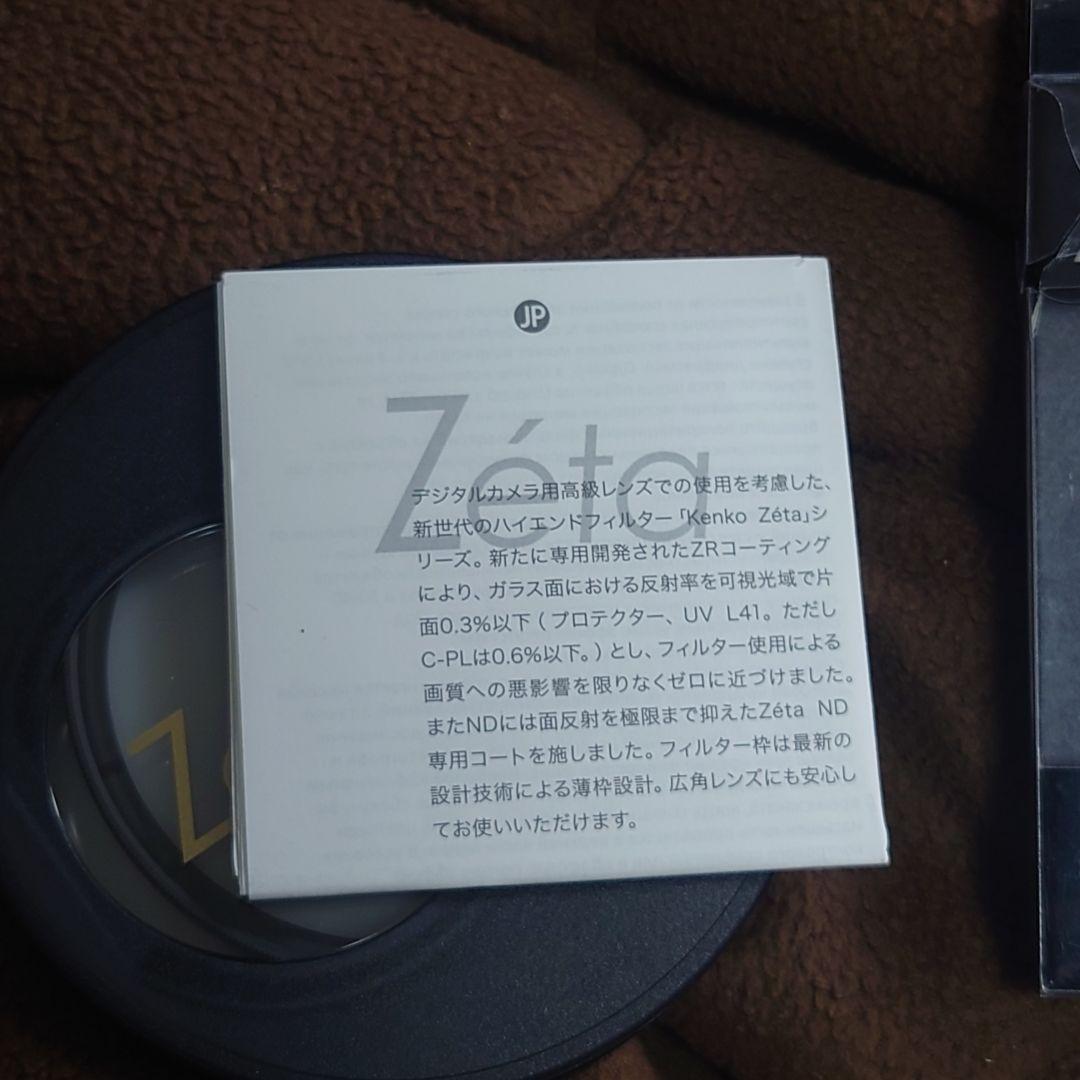 JP
Zéta
デジタルカメラ用高級レンズでの使用を考慮した、
新世代のハイエンドフィルター「Kenko Zéta」シ
リーズ。新たに専用開発されたZRコーティング
により、ガラス面における反射率を可視光域で片
面0.3%以下(プロテクター、UV L41。ただし
C-PLは0.6%以下。)とし、フィルター使用による
画質への悪影響を限りなくゼロに近づけました。
またNDには面反射を極限まで抑えたZéta ND
専用コートを施しました。フィルター枠は最新の
設計技術による薄枠設計。広角レンズにも安心し
てお使いいただけます。